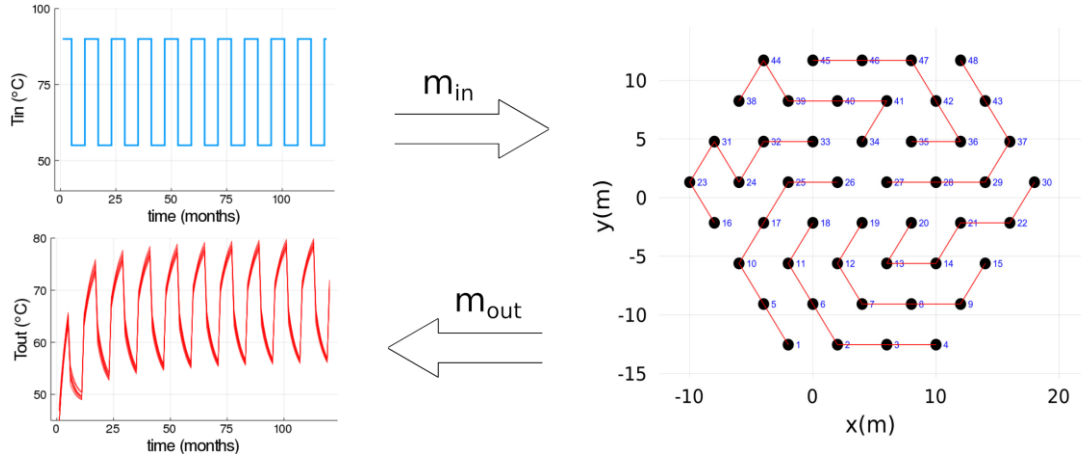 100
75
50
Tin (°C)
0 25 50 75 100
time (months)
m_in
80
70
60
50
Tout (°C)
0 25 50 75 100
time (months)
m_out
10
5
0
-5
-10
-15
y(m)
44 45 46 47 48
38 39 40 41 42 43
31 32 33 34 35 36 37
23 24 25 26 27 28 29 30
16 17 18 19 20 21 22
10 11 12 13 14 15
5 6 7 8 9
1 2 3 4
-10 0 10 20
x(m)